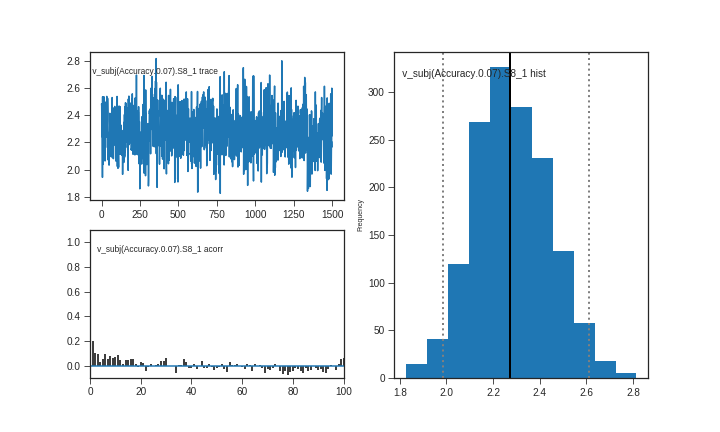 v_subj(Accuracy.0.07).S8_1 trace
2.8
2.6
2.4
2.2
2.0
1.8
0 250 500 750 1000 1250 1500
v_subj(Accuracy.0.07).S8_1 acorr
1.0
0.8
0.6
0.4
0.2
0.0
0 20 40 60 80 100
v_subj(Accuracy.0.07).S8_1 hist
Frequency
300
250
200
150
100
50
0
1.8 2.0 2.2 2.4 2.6 2.8